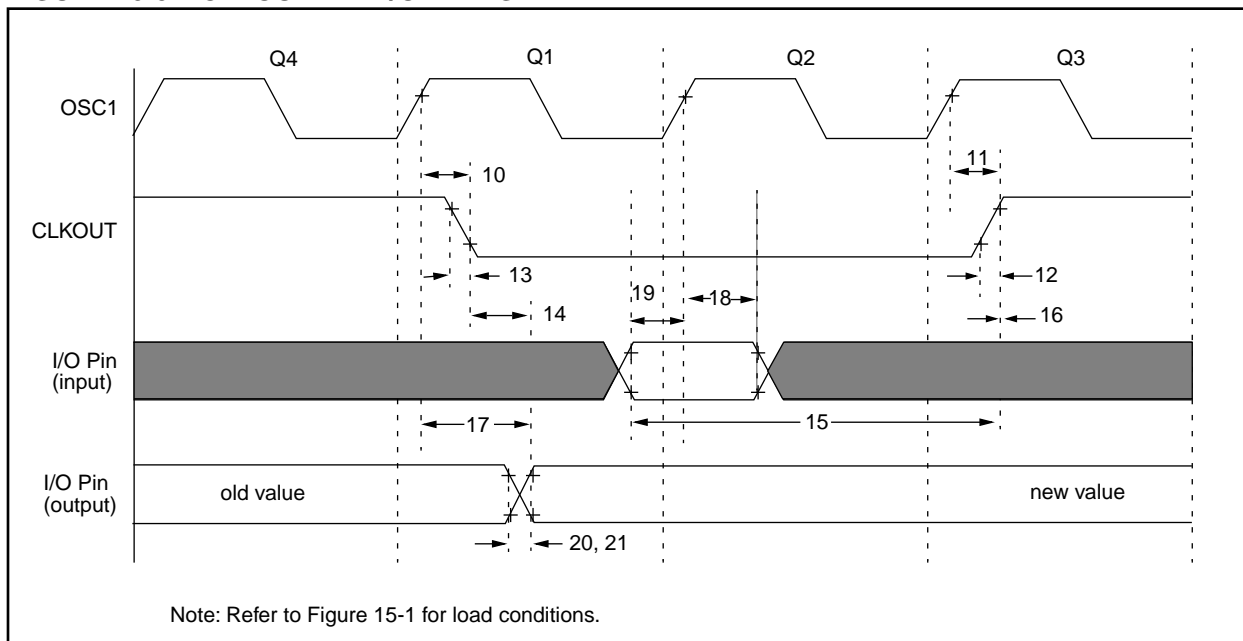 Q4 Q1 Q2 Q3
OSC1
11
10
CLKOUT
13
12
19
18
14
16
I/O Pin
(input)
17
15
I/O Pin
(output)
old value
new value
20, 21
Note: Refer to Figure 15-1 for load conditions.